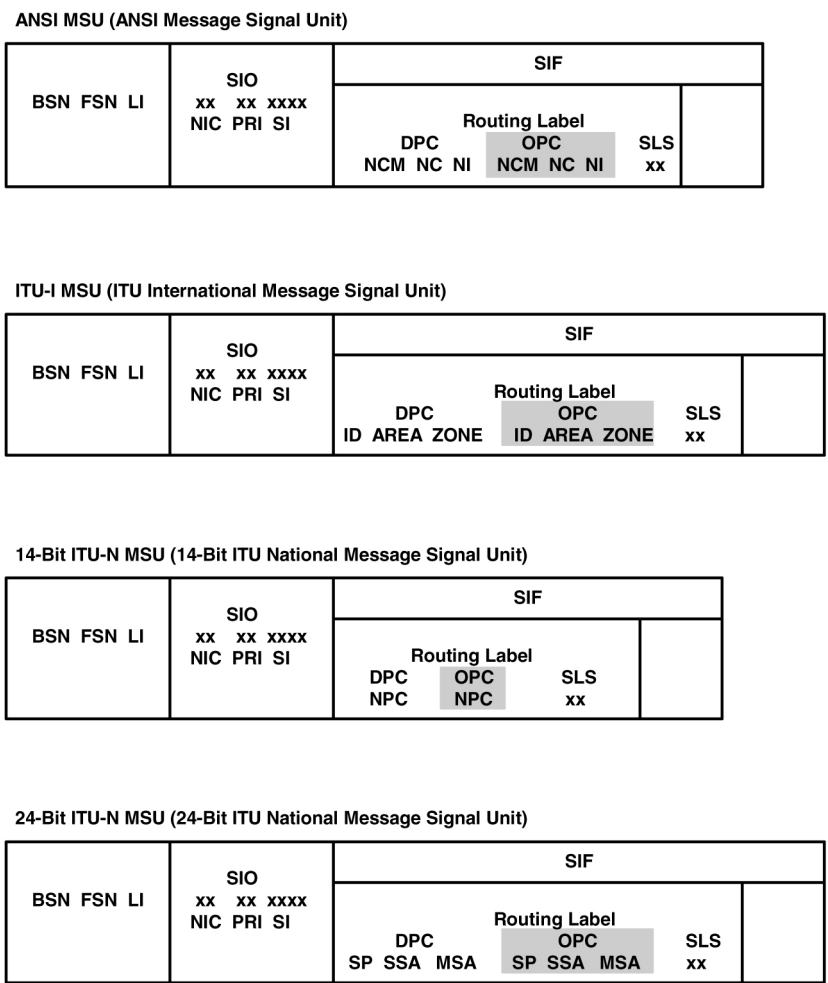 ANSI MSU (ANSI Message Signal Unit)
SIF
SIO
BSN FSN LI
xx xx xxxx
NIC PRI SI
Routing Label
DPC OPC SLS
NCM NC NI NCM NC NI xx
ITU-I MSU (ITU International Message Signal Unit)
SIF
SIO
BSN FSN LI
xx xx xxxx
NIC PRI SI
Routing Label
DPC OPC SLS
ID AREA ZONE ID AREA ZONE xx
14-Bit ITU-N MSU (14-Bit ITU National Message Signal Unit)
SIF
SIO
BSN FSN LI
xx xx xxxx
NIC PRI SI
Routing Label
DPC OPC SLS
NPC NPC xx
24-Bit ITU-N MSU (24-Bit ITU National Message Signal Unit)
SIF
SIO
BSN FSN LI
xx xx xxxx
NIC PRI SI
Routing Label
DPC OPC SLS
SP SSA MSA SP SSA MSA xx